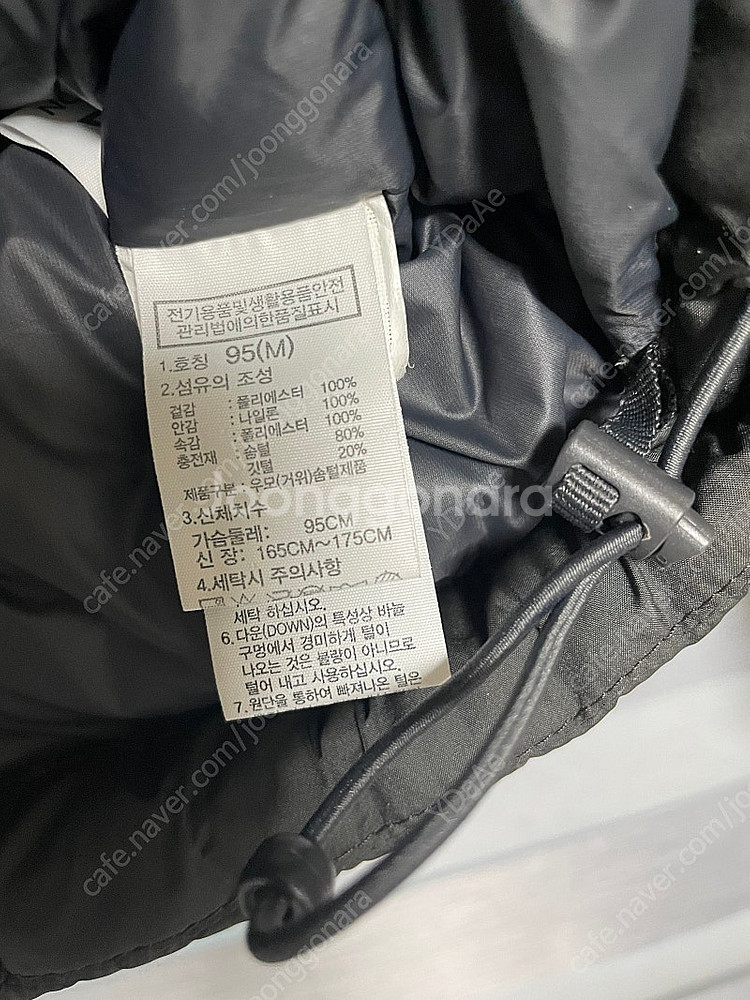 전기용품및생활용품안전
관리법에의한품질표시
1.호칭 95(M)
2.섬유의 조성
겉감 : 폴리에스터 100%
안감 : 나일론 100%
속감 : 폴리에스터 100%
충전재 : 솜털 80%
깃털 20%
제품구분 : 우모(거위)솜털제품
3.신체치수
가슴둘레: 95CM
신 장: 165CM~175CM
4.세탁시 주의사항
세탁 하십시오.
6.다운(DOWN)의 특성상 바늘
구멍에서 경미하게 털이
나오는 것은 불량이 아니므로
털어 내고 사용하십시오.
7.원단을 통하여 빠져나온 털은
joonggonara
YDaAe
cafe.naver.com/joonggonara